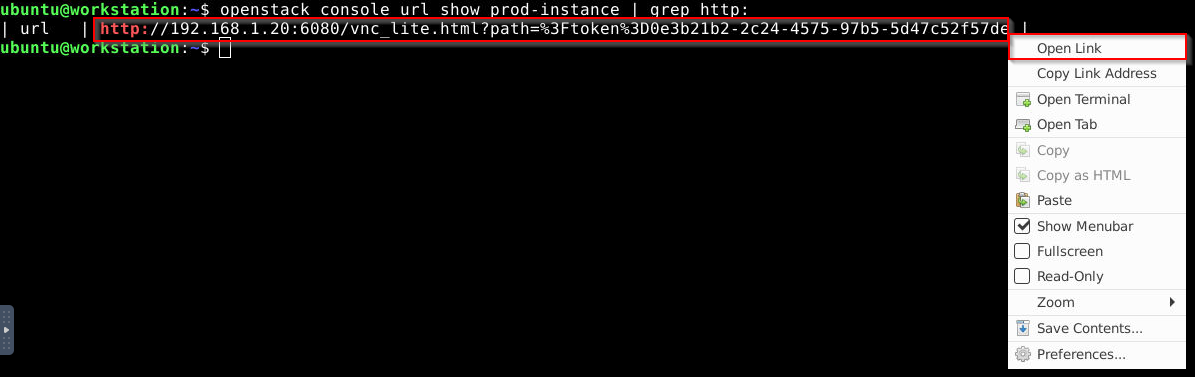 ubuntu@workstation:~$ openstack console url show prod-instance | grep http:
| url | http://192.168.1.20:6080/vnc_lite.html?path=%3Ftoken%3D0e3b21b2-2c24-4575-97b5-5d47c52f57de |
ubuntu@workstation:~$
Open Link
Copy Link Address
Open Terminal
Open Tab
Copy
Copy as HTML
Paste
Show Menubar
Fullscreen
Read-Only
Zoom
Save Contents...
Preferences...